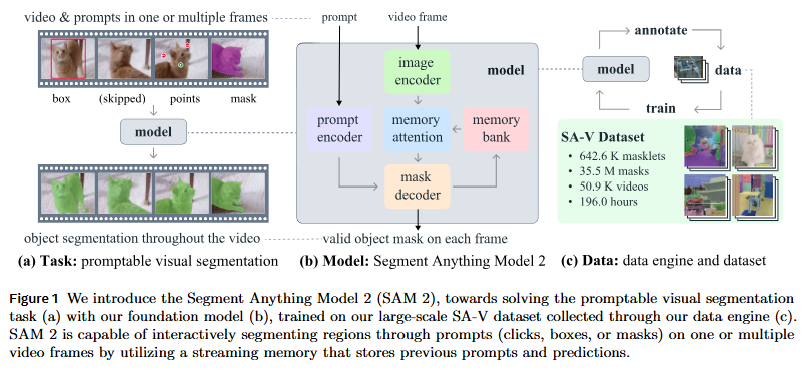 video & prompts in one or multiple frames
box
(skipped)
points
mask
model
object segmentation throughout the video
(a) Task: promptable visual segmentation
prompt
video frame
image
encoder
model
prompt
encoder
memory
attention
memory
bank
mask
decoder
valid object mask on each frame
(b) Model: Segment Anything Model 2
annotate
model
data
train
SA-V Dataset
• 642.6 K masklets
• 35.5 M masks
• 50.9 K videos
• 196.0 hours
(c) Data: data engine and dataset
Figure 1 We introduce the Segment Anything Model 2 (SAM 2), towards solving the promptable visual segmentation
task (a) with our foundation model (b), trained on our large-scale SA-V dataset collected through our data engine (c).
SAM 2 is capable of interactively segmenting regions through prompts (clicks, boxes, or masks) on one or multiple
video frames by utilizing a streaming memory that stores previous prompts and predictions.